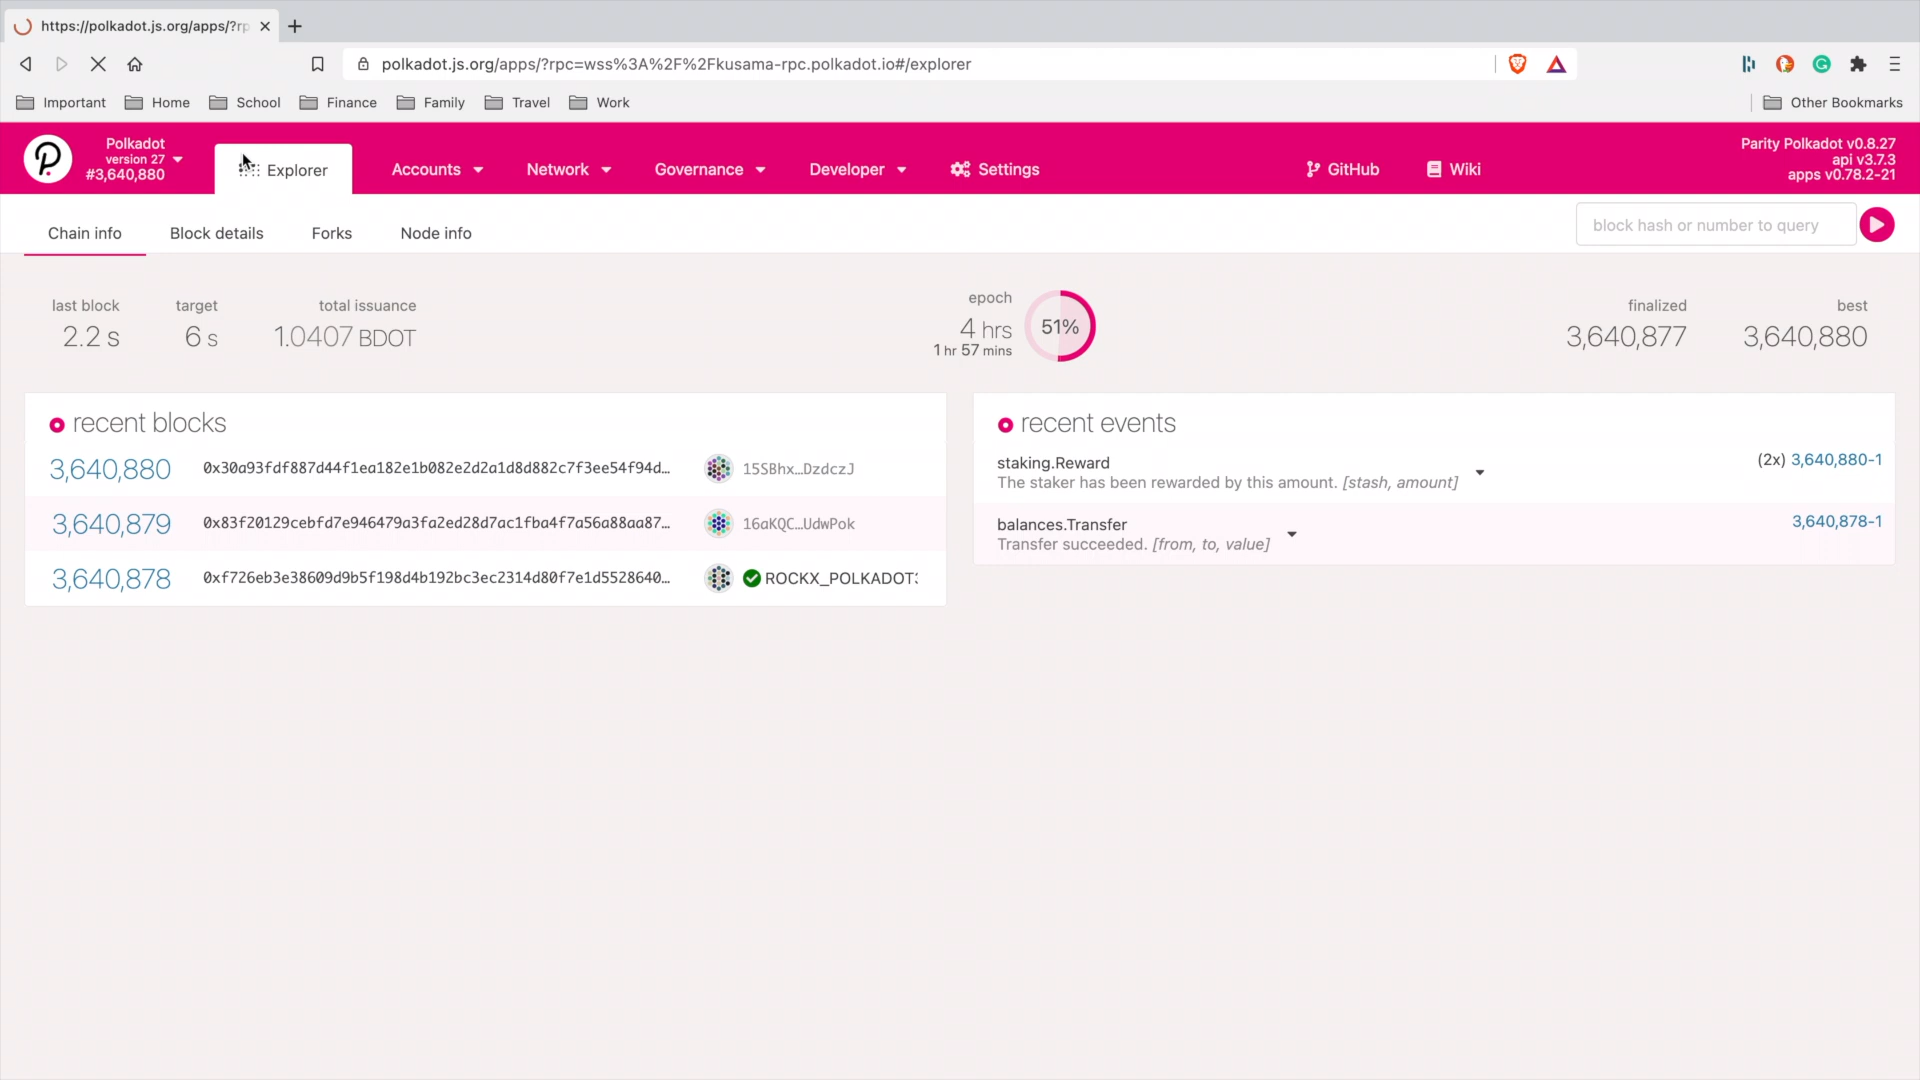 https://polkadot.js.org/apps/?rp
polkadot.js.org/apps/?rpc=wss%3A%2F%2Fkusama-rpc.polkadot.io#/explorer
Important Home School Finance Family Travel Work Other Bookmarks
Polkadot
version 27
#3,640,880
Explorer Accounts Network Governance Developer Settings GitHub Wiki
Parity Polkadot v0.8.27
api v3.7.3
apps v0.78.2-21
Chain info Block details Forks Node info
block hash or number to query
last block target total issuance
2.2 s 6 s 1.0407 BDOT
epoch
4 hrs
1 hr 57 mins
51%
finalized best
3,640,877 3,640,880
recent blocks
3,640,880 0x30a93fdf887d44f1ea182e1b082e2d2a1d8d882c7f3ee54f94d… 15SBhx…DzdczJ
3,640,879 0x83f20129cebfd7e946479a3fa2ed28d7ac1fba4f7a56a88aa87… 16aKQC…UdwPok
3,640,878 0xf726eb3e38609d9b5f198d4b192bc3ec2314d80f7e1d5528640… ROCKX_POLKADOT
recent events
staking.Reward
The staker has been rewarded by this amount. [stash, amount]
(2x) 3,640,880-1
balances.Transfer
Transfer succeeded. [from, to, value]
3,640,878-1